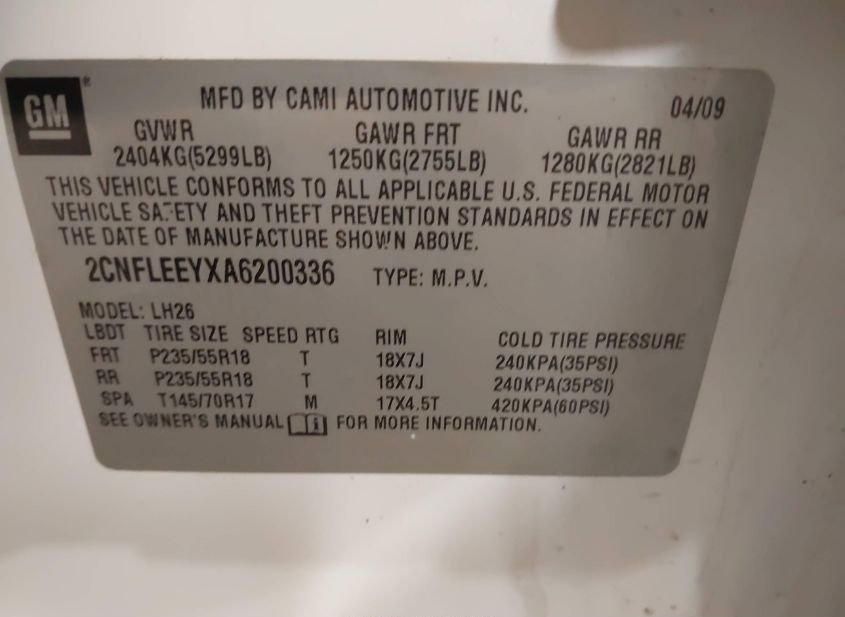 GM
MFD BY CAMI AUTOMOTIVE INC. 04/09
GVWR GAWR FRT GAWR RR
2404KG(5299LB) 1250KG(2755LB) 1280KG(2821LB)
THIS VEHICLE CONFORMS TO ALL APPLICABLE U.S. FEDERAL MOTOR
VEHICLE SAFETY AND THEFT PREVENTION STANDARDS IN EFFECT ON
THE DATE OF MANUFACTURE SHOWN ABOVE.
2CNFLEEYXA6200336 TYPE: M.P.V.
MODEL: LH26
LBDT TIRE SIZE SPEED RTG RIM COLD TIRE PRESSURE
FRT P235/55R18 T 18X7J 240KPA(35PSI)
RR P235/55R18 T 18X7J 240KPA(35PSI)
SPA T145/70R17 M 17X4.5T 420KPA(60PSI)
SEE OWNER'S MANUAL FOR MORE INFORMATION.